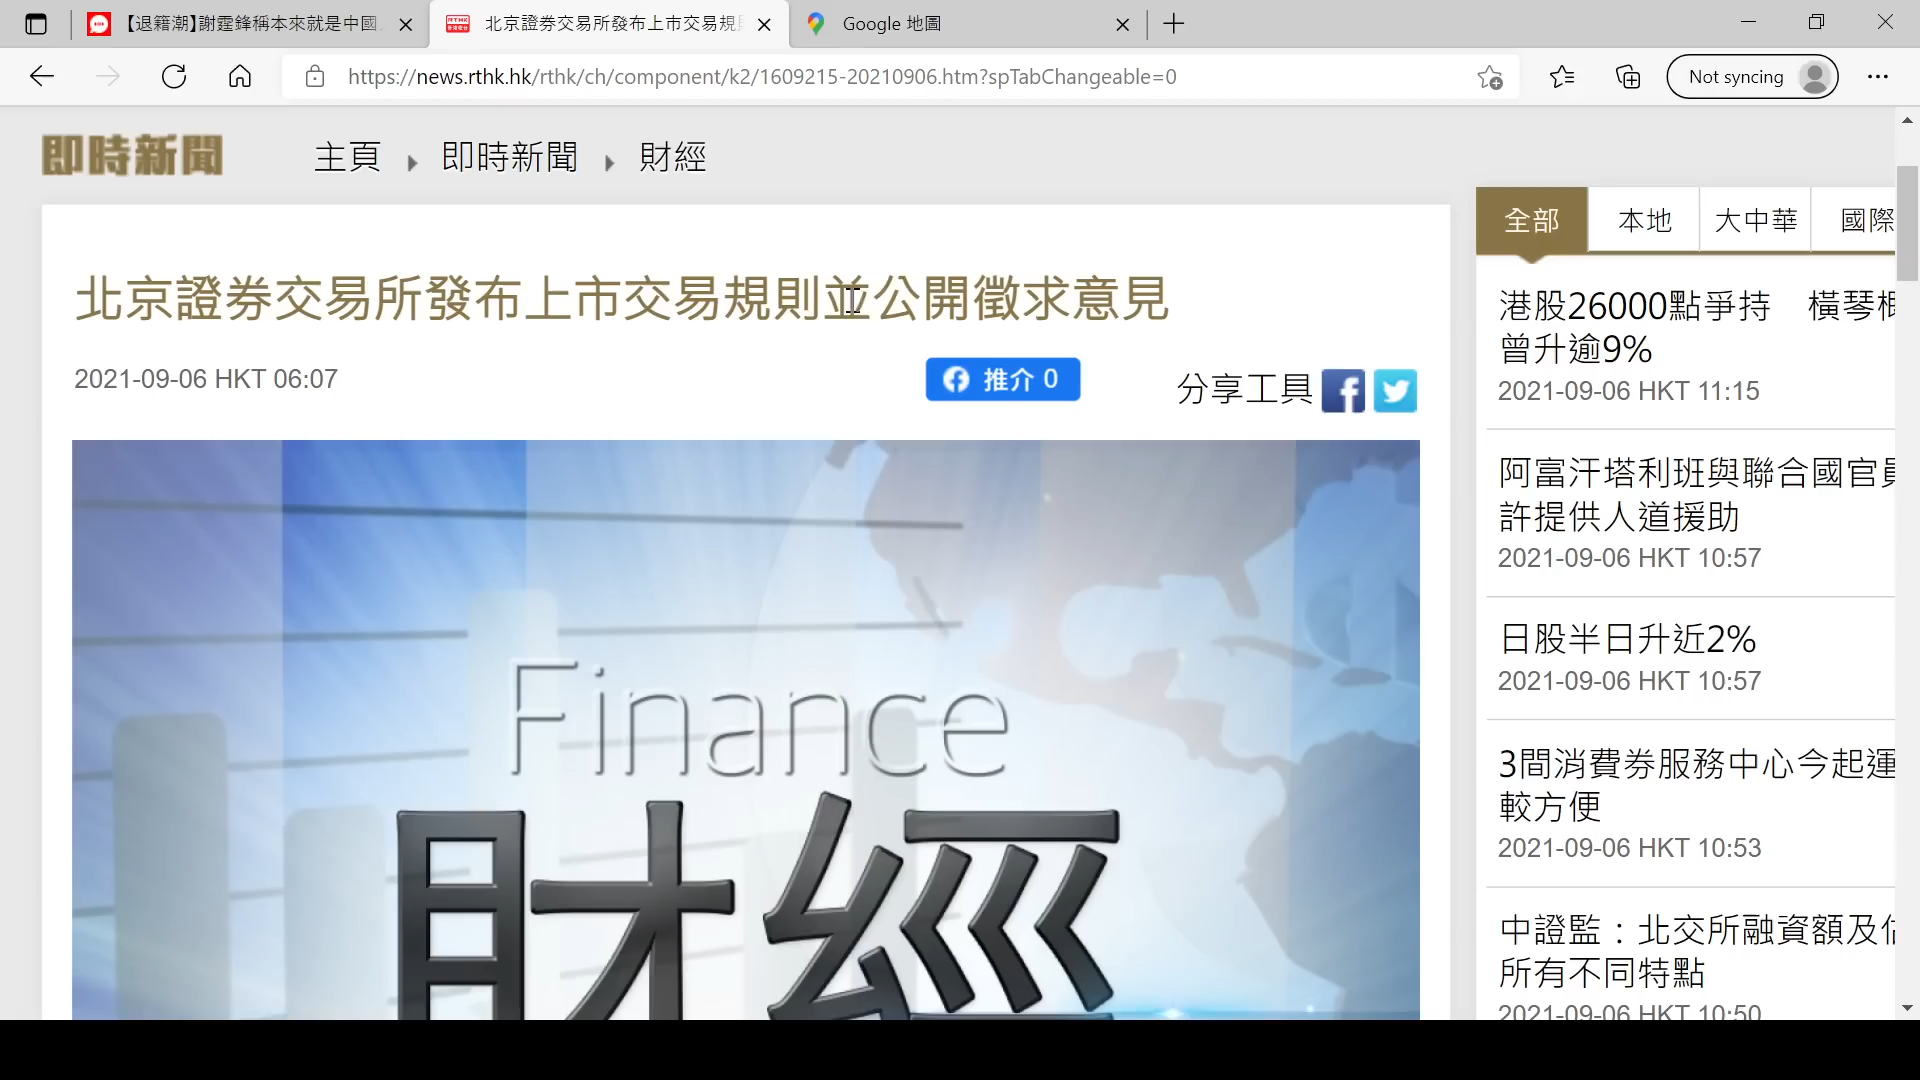 【退籍潮】謝霆鋒稱本來就是中國
北京證券交易所發布上市交易規
Google 地圖
https://news.rthk.hk/rthk/ch/component/k2/1609215-20210906.htm?spTabChangeable=0
Not syncing
即時新聞
主頁
即時新聞
財經
北京證券交易所發布上市交易規則並公開徵求意見
2021-09-06 HKT 06:07
推介 0
分享工具
Finance
財經
全部
本地
大中華
國際
港股26000點爭持 橫琴概
曾升逾9%
2021-09-06 HKT 11:15
阿富汗塔利班與聯合國官員
許提供人道援助
2021-09-06 HKT 10:57
日股半日升近2%
2021-09-06 HKT 10:57
3間消費券服務中心今起運
較方便
2021-09-06 HKT 10:53
中證監：北交所融資額及估
所有不同特點
2021-09-06 HKT 10:50